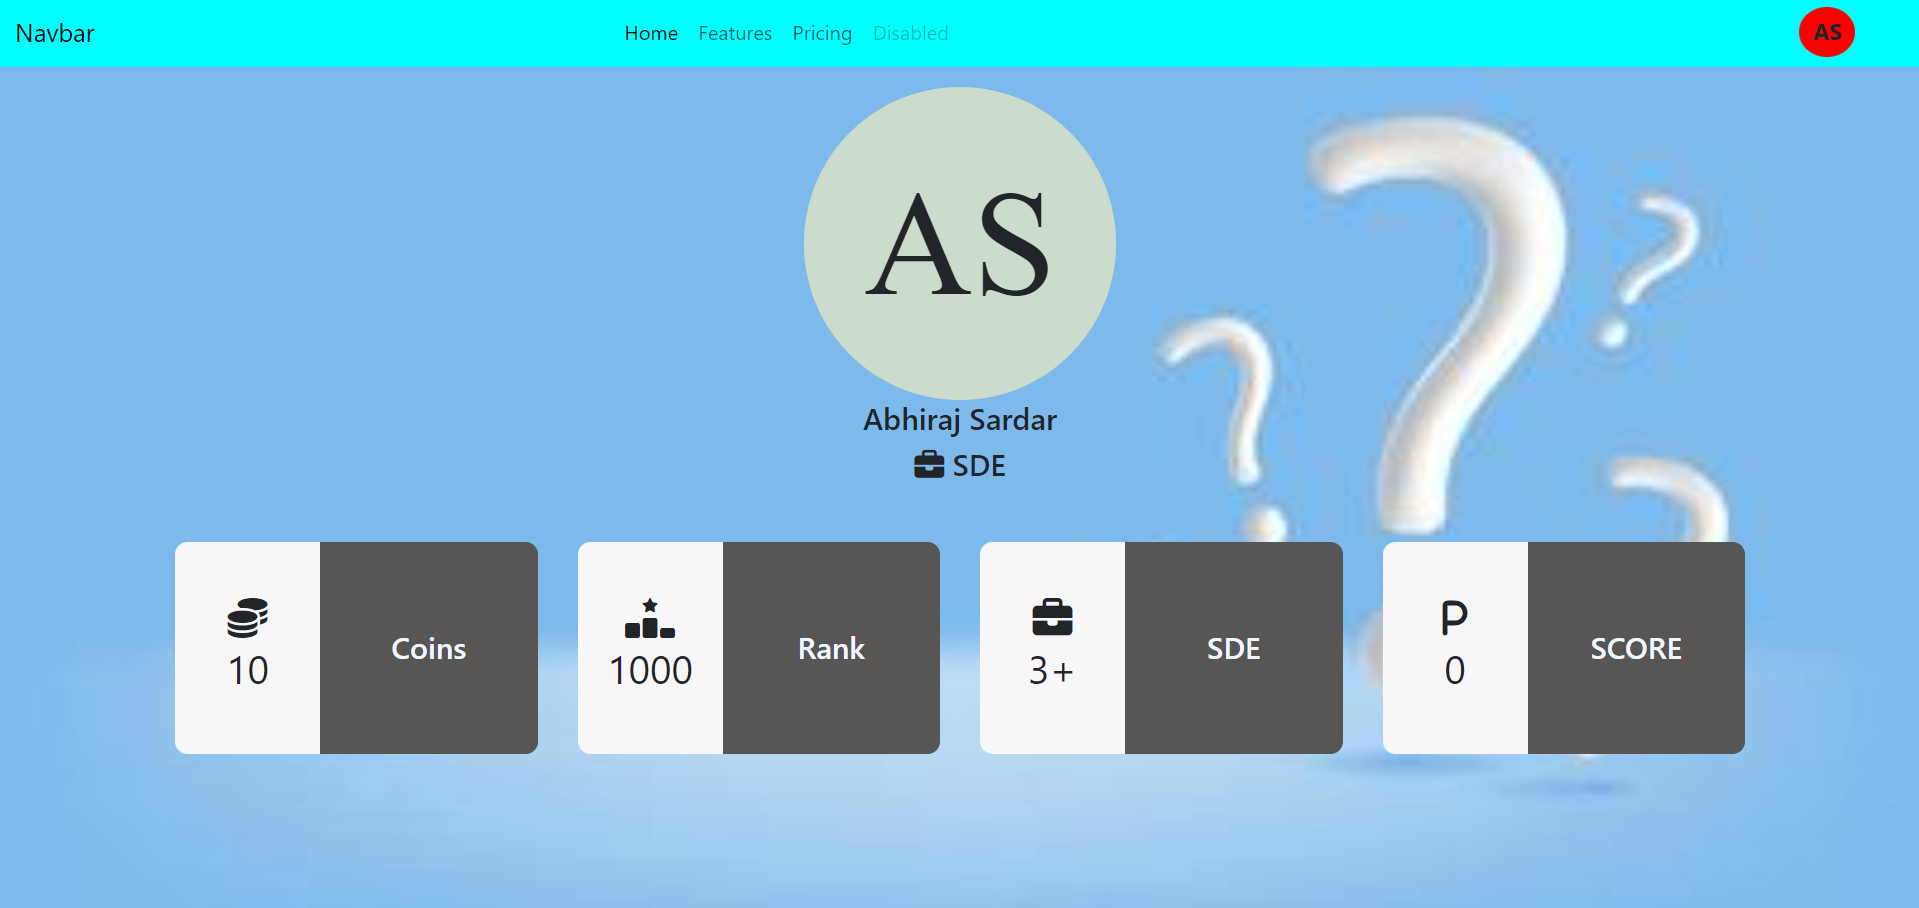 Navbar
Home Features Pricing Disabled
AS
AS
Abhiraj Sardar
SDE
10
Coins
1000
Rank
3+
SDE
P
0
SCORE